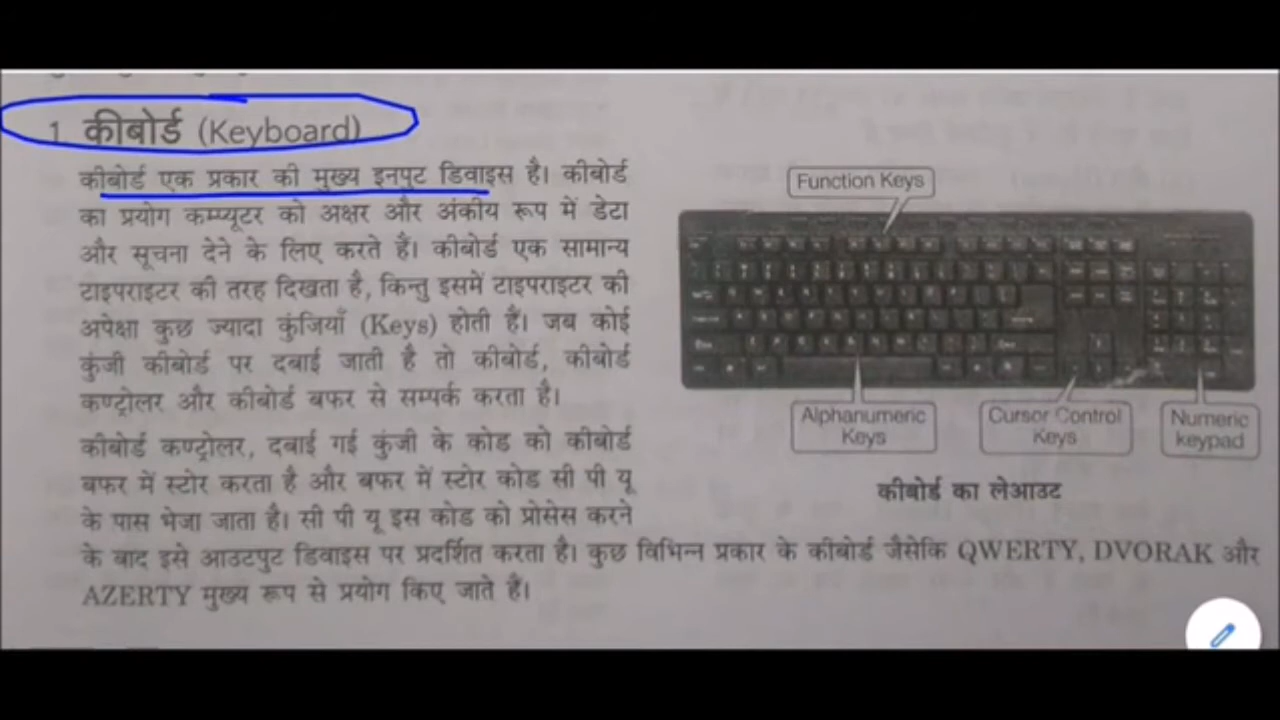 1 कीबोर्ड (Keyboard)
कीबोर्ड एक प्रकार की मुख्य इनपुट डिवाइस है। कीबोर्ड
का प्रयोग कम्प्यूटर को अक्षर और अंकीय रूप में डेटा
और सूचना देने के लिए करते हैं। कीबोर्ड एक सामान्य
टाइपराइटर की तरह दिखता है, किन्तु इसमें टाइपराइटर की
अपेक्षा कुछ ज्यादा कुंजियाँ (Keys) होती हैं। जब कोई
कुंजी कीबोर्ड पर दबाई जाती है तो कीबोर्ड, कीबोर्ड
कण्ट्रोलर और कीबोर्ड बफर से सम्पर्क करता है।
कीबोर्ड कण्ट्रोलर, दबाई गई कुंजी के कोड को कीबोर्ड
बफर में स्टोर करता है और बफर में स्टोर कोड सी पी यू
के पास भेजा जाता है। सी पी यू इस कोड को प्रोसेस करने
के बाद इसे आउटपुट डिवाइस पर प्रदर्शित करता है। कुछ विभिन्न प्रकार के कीबोर्ड जैसेकि QWERTY, DVORAK और
AZERTY मुख्य रूप से प्रयोग किए जाते हैं।
Function Keys
Alphanumeric
Keys
Cursor Control
Keys
Numeric
keypad
कीबोर्ड का लेआउट